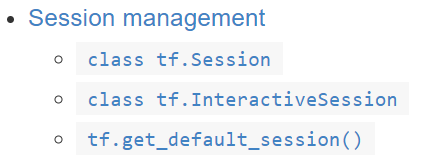 Session management
class tf.Session
class tf.InteractiveSession
tf.get_default_session()